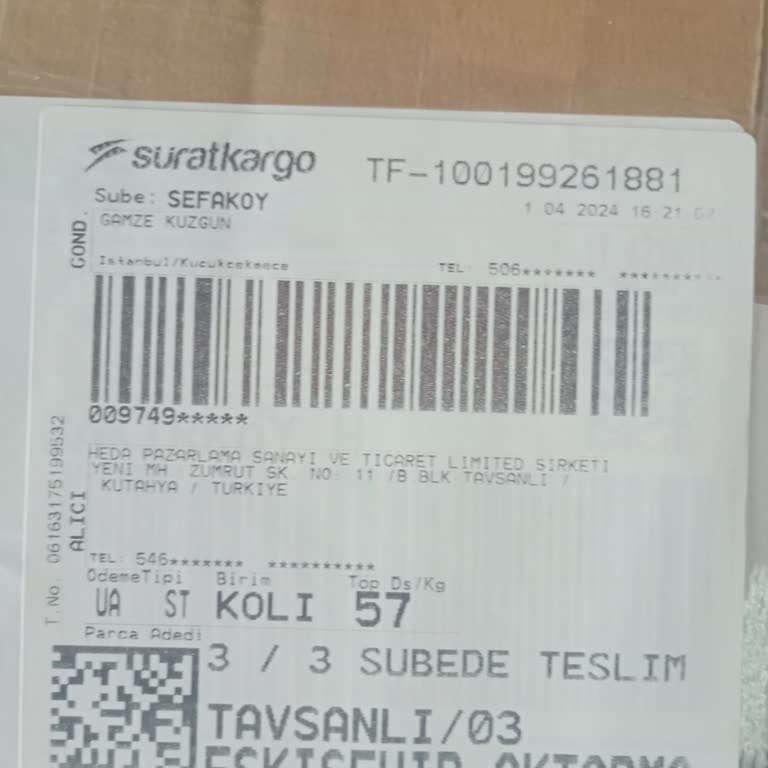 suratkargo TF-100199261881
Sube: SEFAKOY 1 04 2024 16:21
GAMZE KUZGUN
GOND.
Istanbul/Kucukcekmece TEL: 506******* **********
009749*****
HEDA PAZARLAMA SANAYI VE TICARET LIMITED SIRKETI
YENI MH. ZUMRUT SK. NO: 11 /B BLK TAVSANLI /
KUTAHYA / TURKIYE
T.No. 06163175199532
ALICI
TEL: 546******* **********
OdemeTipi Birim Top Ds/Kg
UA ST KOLI 57
Parca Adedi
3 / 3 SUBEDE TESLIM
TAVSANLI/03
ESKISEHIR AKTARMA